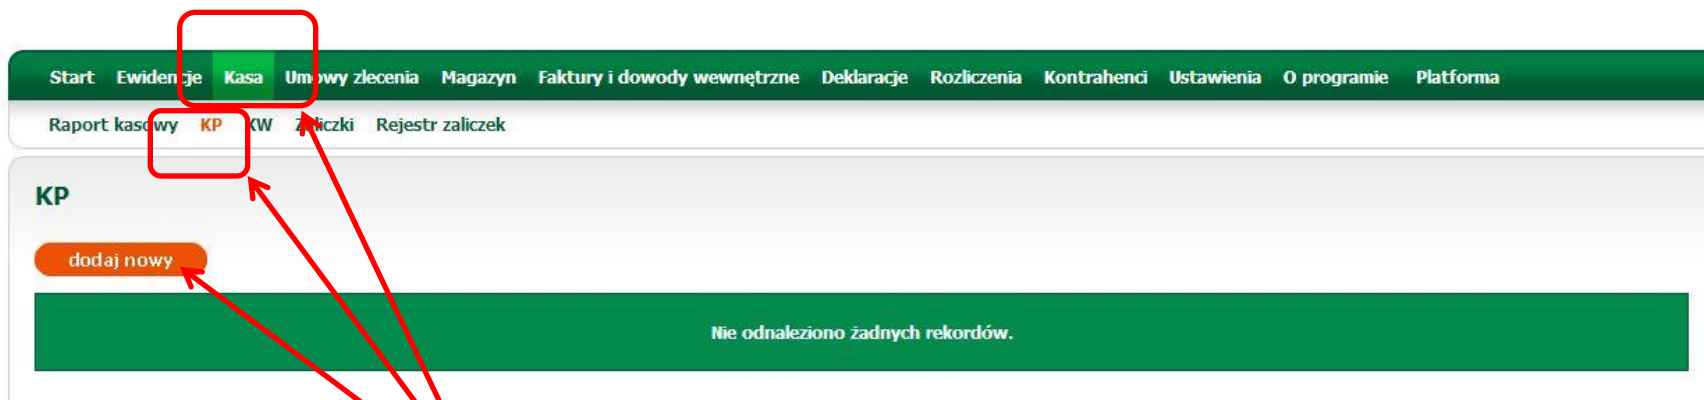 Start Ewidencje Kasa Umowy zlecenia Magazyn Faktury i dowody wewnętrzne Deklaracje Rozliczenia Kontrahenci Ustawienia O programie Platforma
Raport kasowy KP KW Zaliczki Rejestr zaliczek
KP
dodaj nowy
Nie odnaleziono żadnych rekordów.